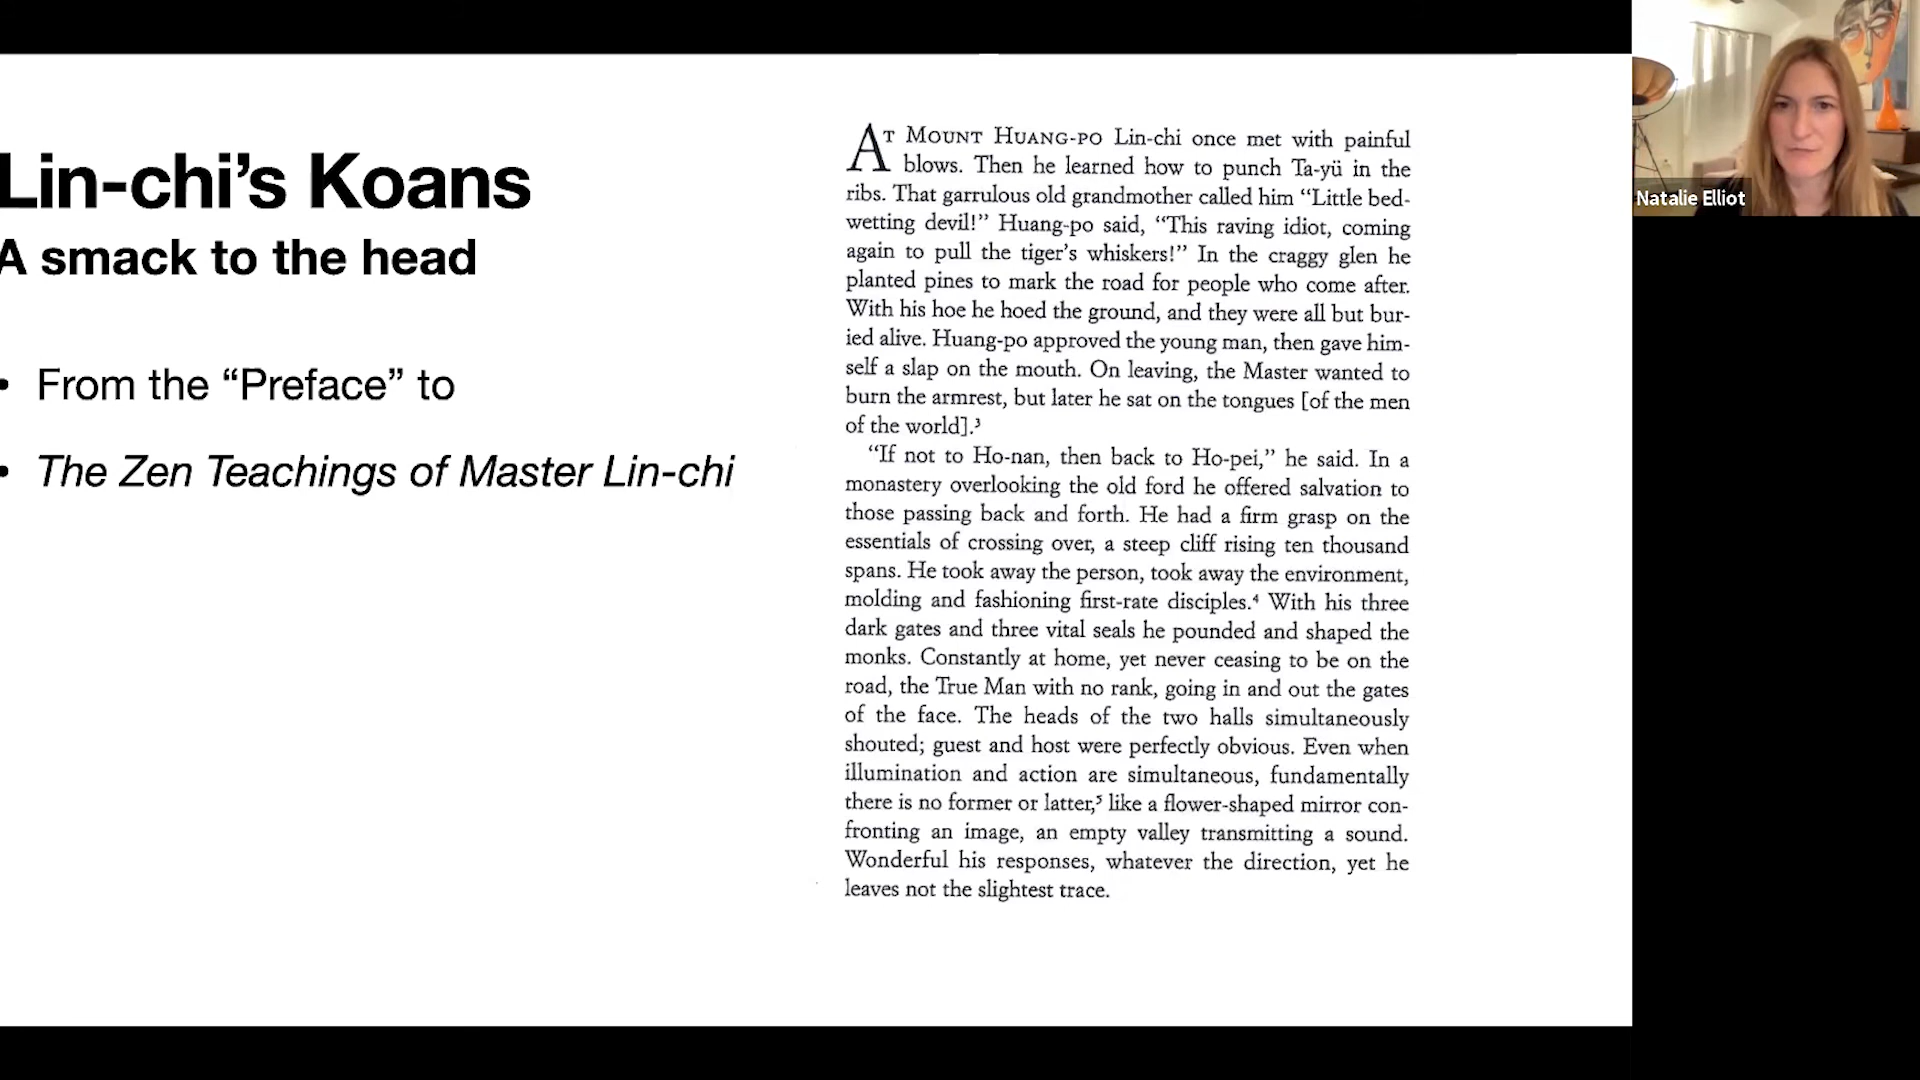 Lin-chi’s Koans
A smack to the head
• From the “Preface” to
• The Zen Teachings of Master Lin-chi
AT MOUNT HUANG-PO Lin-chi once met with painful
blows. Then he learned how to punch Ta-yü in the
ribs. That garrulous old grandmother called him “Little bed-
wetting devil!” Huang-po said, “This raving idiot, coming
again to pull the tiger’s whiskers!” In the craggy glen he
planted pines to mark the road for people who come after.
With his hoe he hoed the ground, and they were all but bur-
ied alive. Huang-po approved the young man, then gave him-
self a slap on the mouth. On leaving, the Master wanted to
burn the armrest, but later he sat on the tongues [of the men
of the world].³
“If not to Ho-nan, then back to Ho-pei,” he said. In a
monastery overlooking the old ford he offered salvation to
those passing back and forth. He had a firm grasp on the
essentials of crossing over, a steep cliff rising ten thousand
spans. He took away the person, took away the environment,
molding and fashioning first-rate disciples.⁴ With his three
dark gates and three vital seals he pounded and shaped the
monks. Constantly at home, yet never ceasing to be on the
road, the True Man with no rank, going in and out the gates
of the face. The heads of the two halls simultaneously
shouted; guest and host were perfectly obvious. Even when
illumination and action are simultaneous, fundamentally
there is no former or latter,⁵ like a flower-shaped mirror con-
fronting an image, an empty valley transmitting a sound.
Wonderful his responses, whatever the direction, yet he
leaves not the slightest trace.
Natalie Elliot